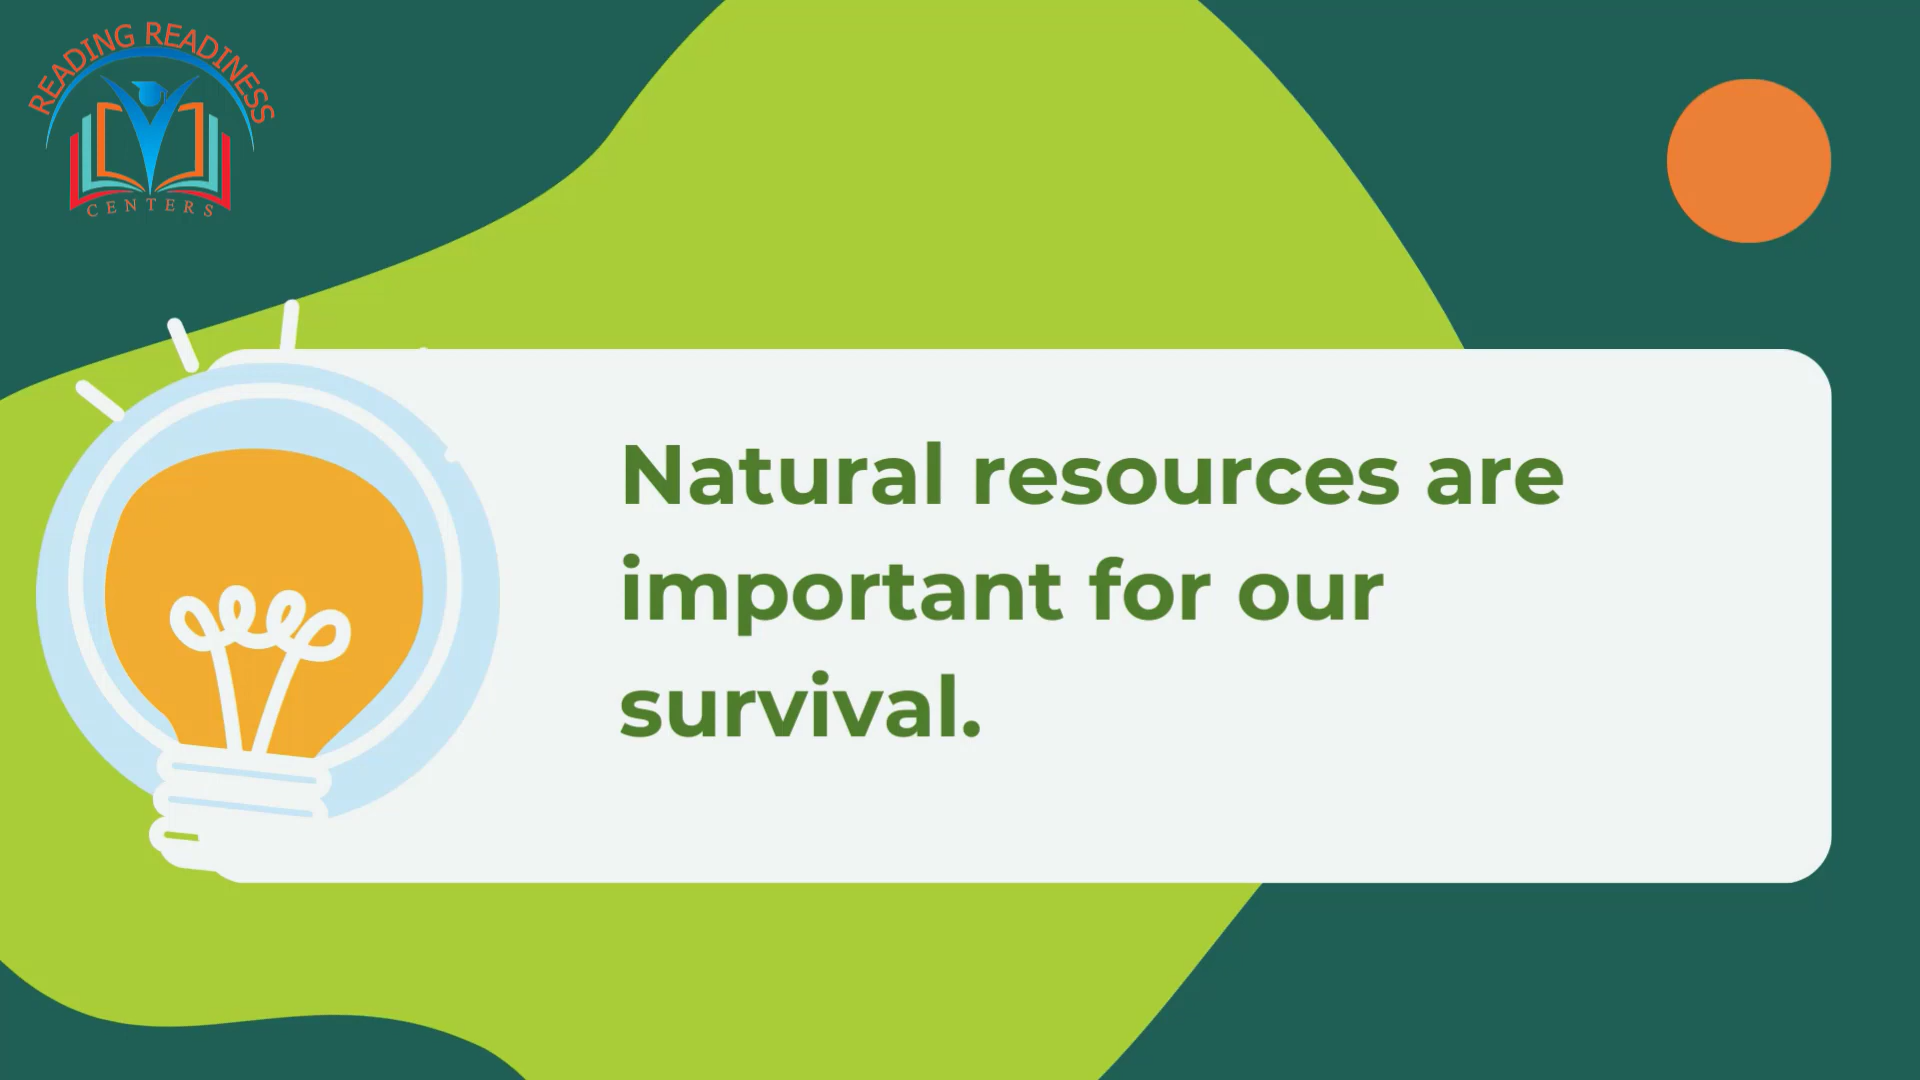 READING READINESS
CENTERS
Natural resources are
important for our
survival.